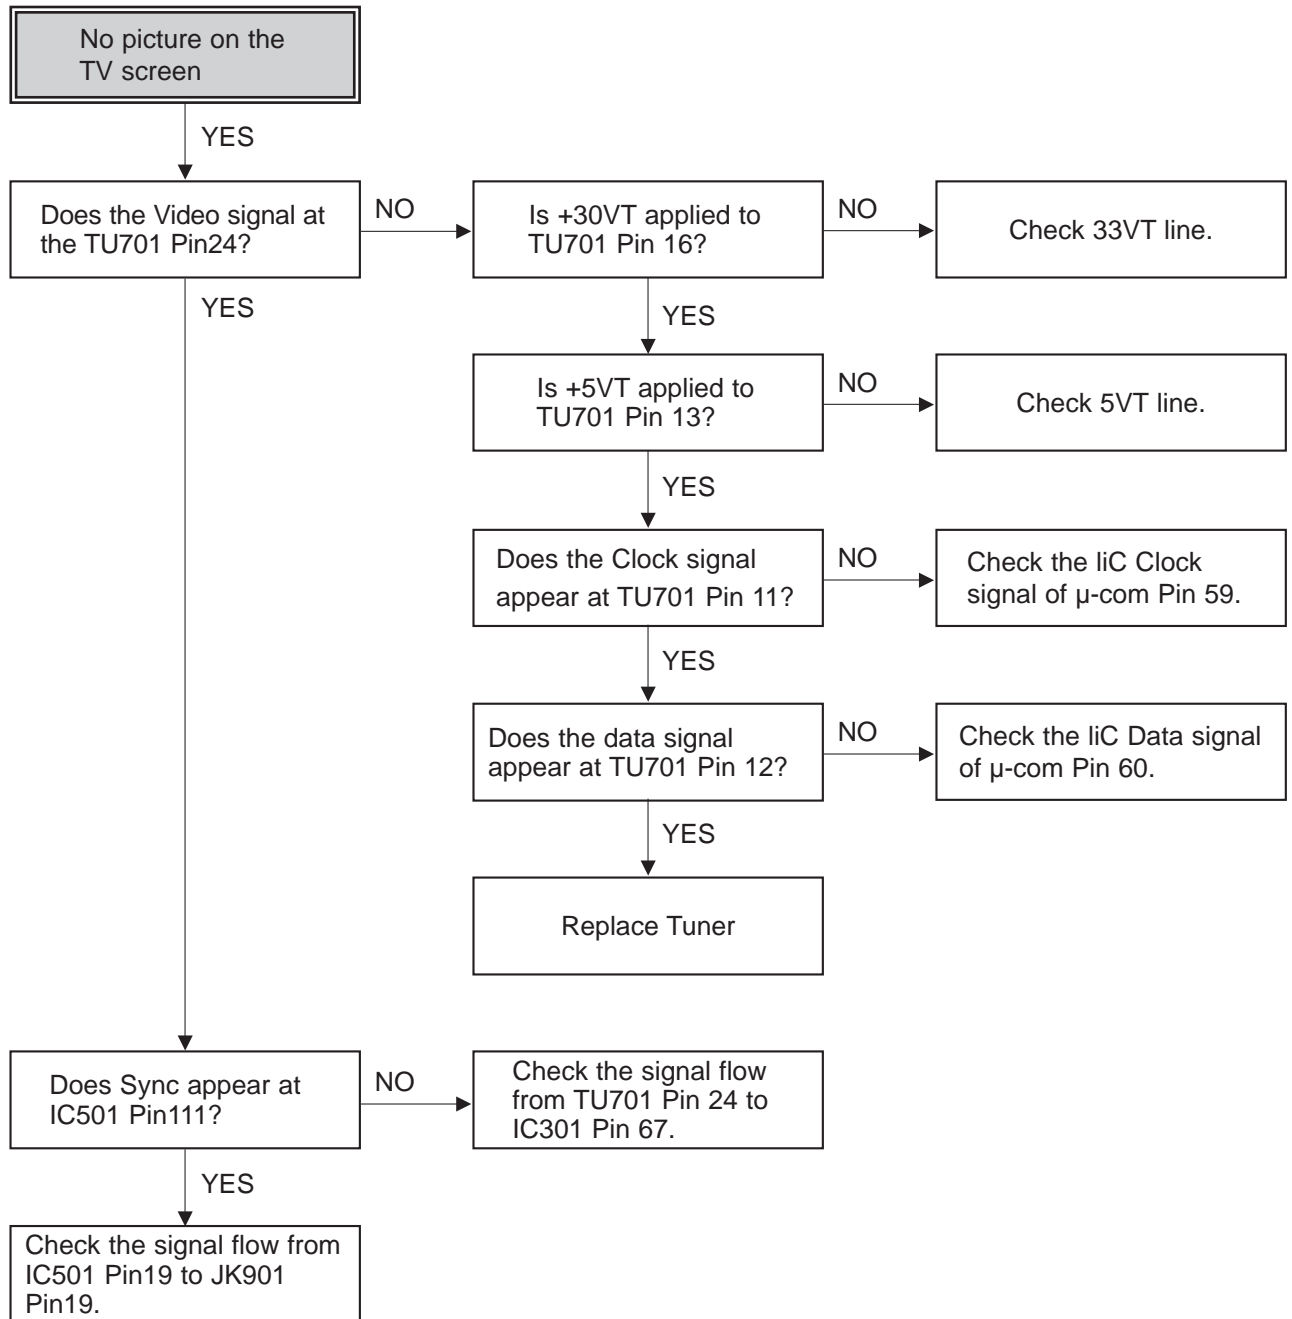 No picture on the
TV screen
YES
Does the Video signal at
the TU701 Pin24?
NO
Is +30VT applied to
TU701 Pin 16?
NO
Check 33VT line.
YES
YES
Is +5VT applied to
TU701 Pin 13?
NO
Check 5VT line.
YES
Does the Clock signal
appear at TU701 Pin 11?
NO
Check the IiC Clock
signal of µ-com Pin 59.
YES
Does the data signal
appear at TU701 Pin 12?
NO
Check the IiC Data signal
of µ-com Pin 60.
YES
Replace Tuner
Does Sync appear at
IC501 Pin111?
NO
Check the signal flow
from TU701 Pin 24 to
IC301 Pin 67.
YES
Check the signal flow from
IC501 Pin19 to JK901
Pin19.